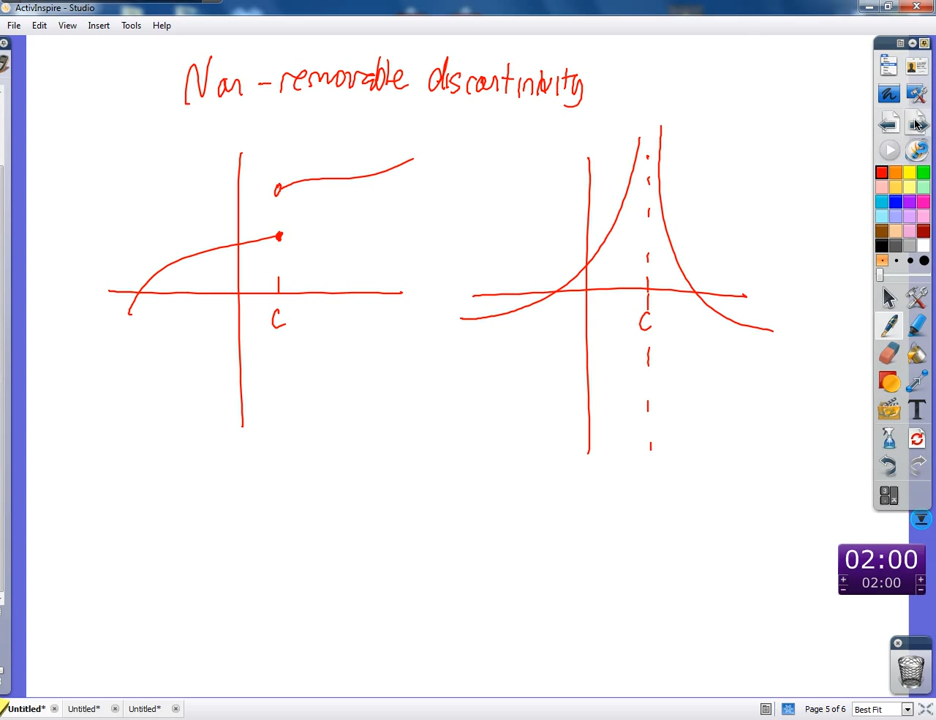 ActivInspire - Studio
File Edit View Insert Tools Help
Non-removable discontinuity
C
C
02:00
02:00
Untitled* Untitled* Untitled*
Page 5 of 6
Best Fit